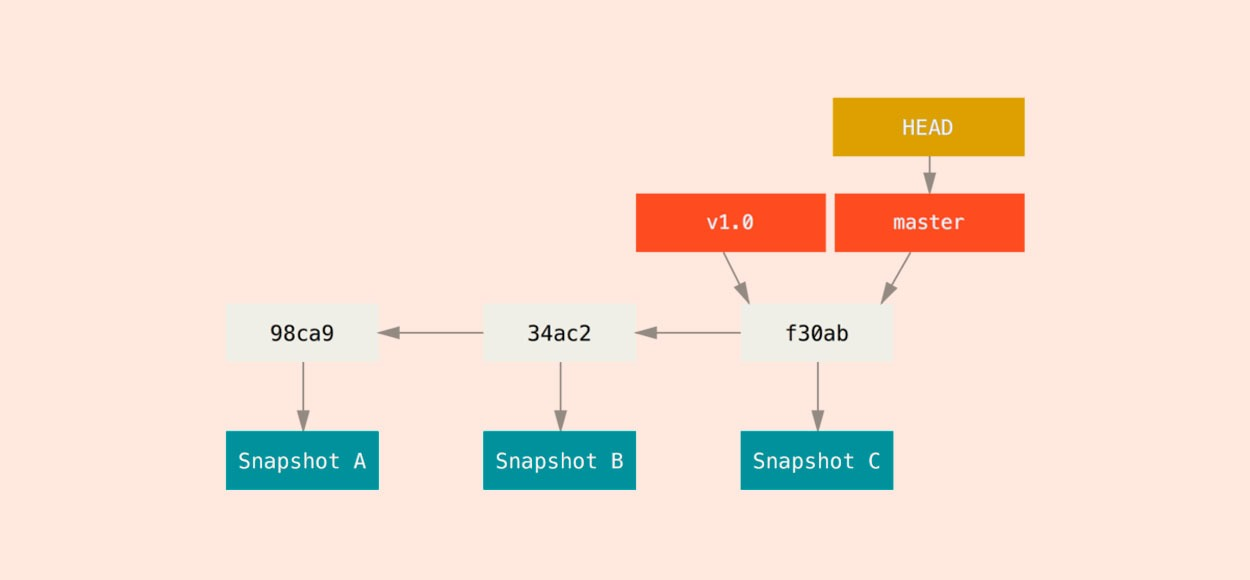 HEAD
v1.0
master
98ca9
34ac2
f30ab
Snapshot A
Snapshot B
Snapshot C